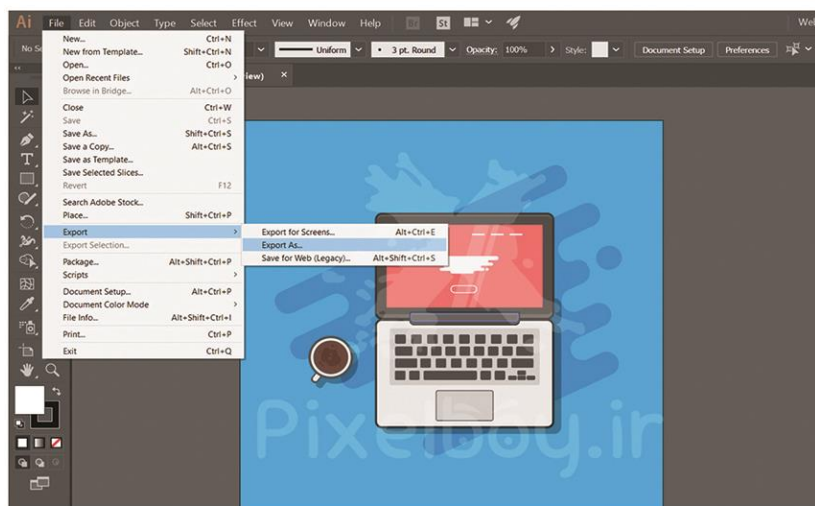 Ai File Edit Object Type Select Effect View Window Help St
Uniform 3 pt. Round Opacity: 100% Style: Document Setup Preferences
New... Ctrl+N
New from Template... Shift+Ctrl+N
Open... Ctrl+O
Open Recent Files
Browse in Bridge... Alt+Ctrl+O
Close Ctrl+W
Save Ctrl+S
Save As... Shift+Ctrl+S
Save a Copy... Alt+Ctrl+S
Save as Template...
Save Selected Slices...
Revert F12
Search Adobe Stock...
Place... Shift+Ctrl+P
Export
Export Selection...
Package... Alt+Shift+Ctrl+P
Scripts
Document Setup... Alt+Ctrl+P
Document Color Mode
File Info... Alt+Shift+Ctrl+I
Print... Ctrl+P
Exit Ctrl+Q
Export for Screens... Alt+Ctrl+E
Export As...
Save for Web (Legacy)... Alt+Shift+Ctrl+S
Pixelboy.ir